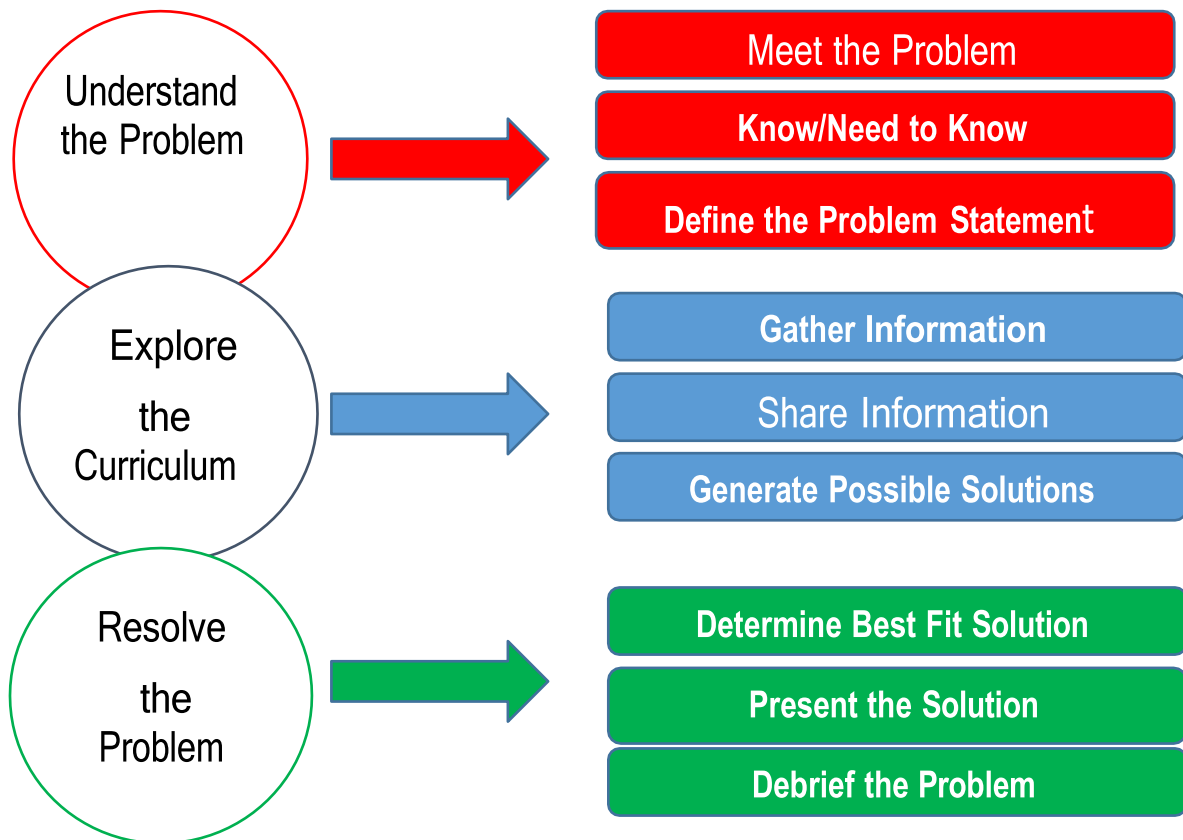 Understand
the Problem
Meet the Problem
Know/Need to Know
Define the Problem Statement
Explore
the
Curriculum
Gather Information
Share Information
Generate Possible Solutions
Resolve
the
Problem
Determine Best Fit Solution
Present the Solution
Debrief the Problem